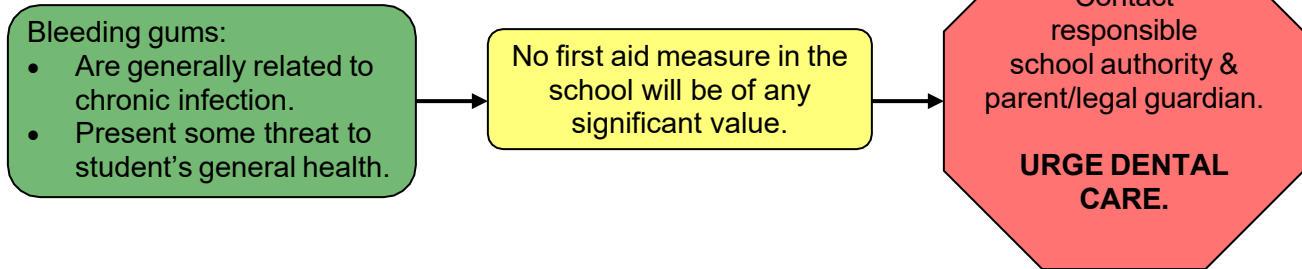 Bleeding gums:
• Are generally related to
chronic infection.
• Present some threat to
student’s general health.
No first aid measure in the
school will be of any
significant value.
Contact
responsible
school authority &
parent/legal guardian.
URGE DENTAL
CARE.